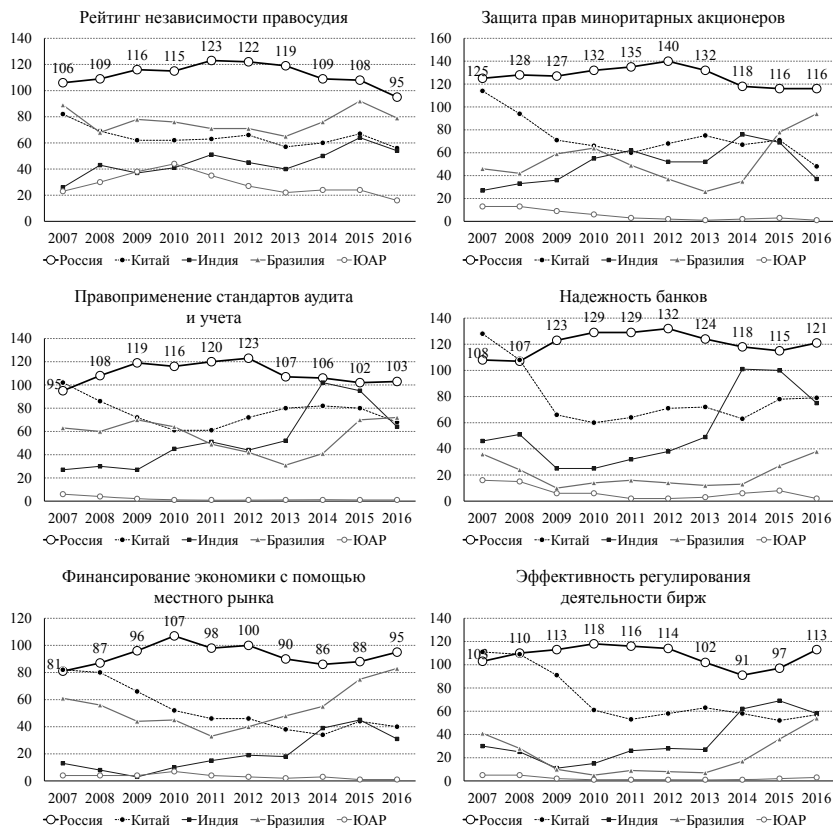 Рейтинг независимости правосудия
140
120
100
80
60
40
20
0
106 109 116 115 123 122 119 109 108 95
2007 2008 2009 2010 2011 2012 2013 2014 2015 2016
Россия Китай Индия Бразилия ЮАР
Защита прав миноритарных акционеров
160
140
120
100
80
60
40
20
0
125 128 127 132 135 140 132 118 116 116
2007 2008 2009 2010 2011 2012 2013 2014 2015 2016
Россия Китай Индия Бразилия ЮАР
Правоприменение стандартов аудита
и учета
140
120
100
80
60
40
20
0
95 108 119 116 120 123 107 106 102 103
2007 2008 2009 2010 2011 2012 2013 2014 2015 2016
Россия Китай Индия Бразилия ЮАР
Надежность банков
140
120
100
80
60
40
20
0
108 107 123 129 129 132 124 118 115 121
2007 2008 2009 2010 2011 2012 2013 2014 2015 2016
Россия Китай Индия Бразилия ЮАР
Финансирование экономики с помощью
местного рынка
120
100
80
60
40
20
0
81 87 96 107 98 100 90 86 88 95
2007 2008 2009 2010 2011 2012 2013 2014 2015 2016
Россия Китай Индия Бразилия ЮАР
Эффективность регулирования
деятельности бирж
140
120
100
80
60
40
20
0
103 110 113 118 116 114 102 91 97 113
2007 2008 2009 2010 2011 2012 2013 2014 2015 2016
Россия Китай Индия Бразилия ЮАР